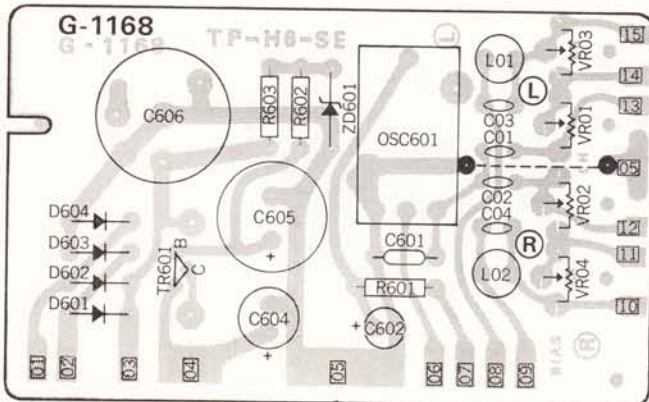 G-1168
G-1168
TP-H8-SE
L
15
VR03
L01
14
L
13
C606
R603
R602
ZD601
OSC601
C03
C01
VR01
05
C02
C04
VR02
D604
D603
D602
D601
C605
+
TR601
B
C
C601
R
12
11
L02
VR04
R601
C604
+
C602
+
10
01
02
03
04
05
06
07
08
09
BIAS
R